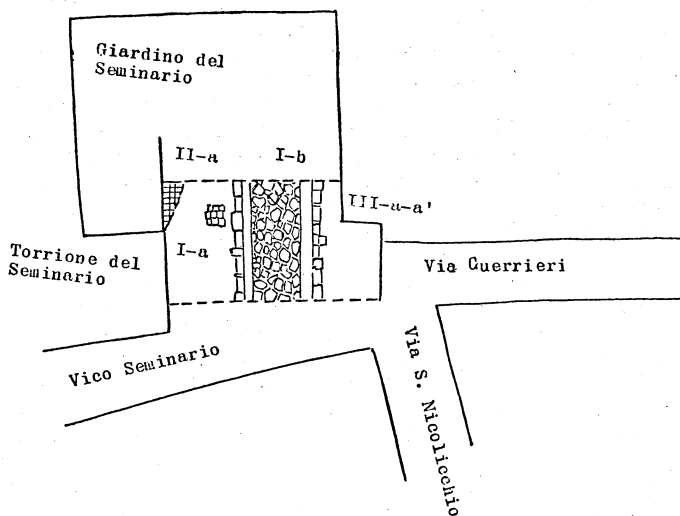 Giardino del
Seminario
II-a
I-b
III-a-a'
I-a
Torrione del
Seminario
Via Guerrieri
Vico Seminario
Via S. Nicolicchio